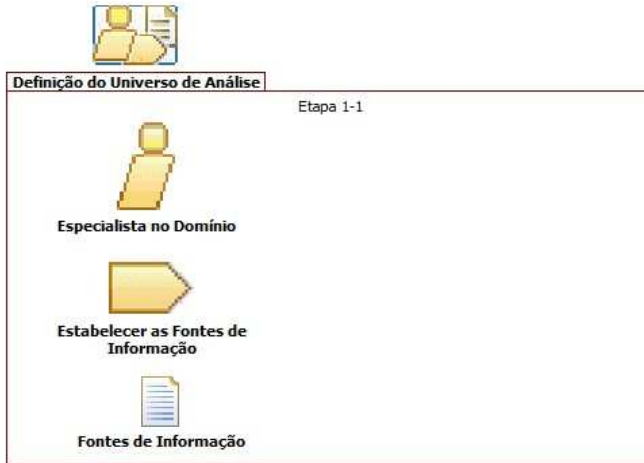 Definição do Universo de Análise
Etapa 1-1
Especialista no Domínio
Estabelecer as Fontes de
Informação
Fontes de Informação